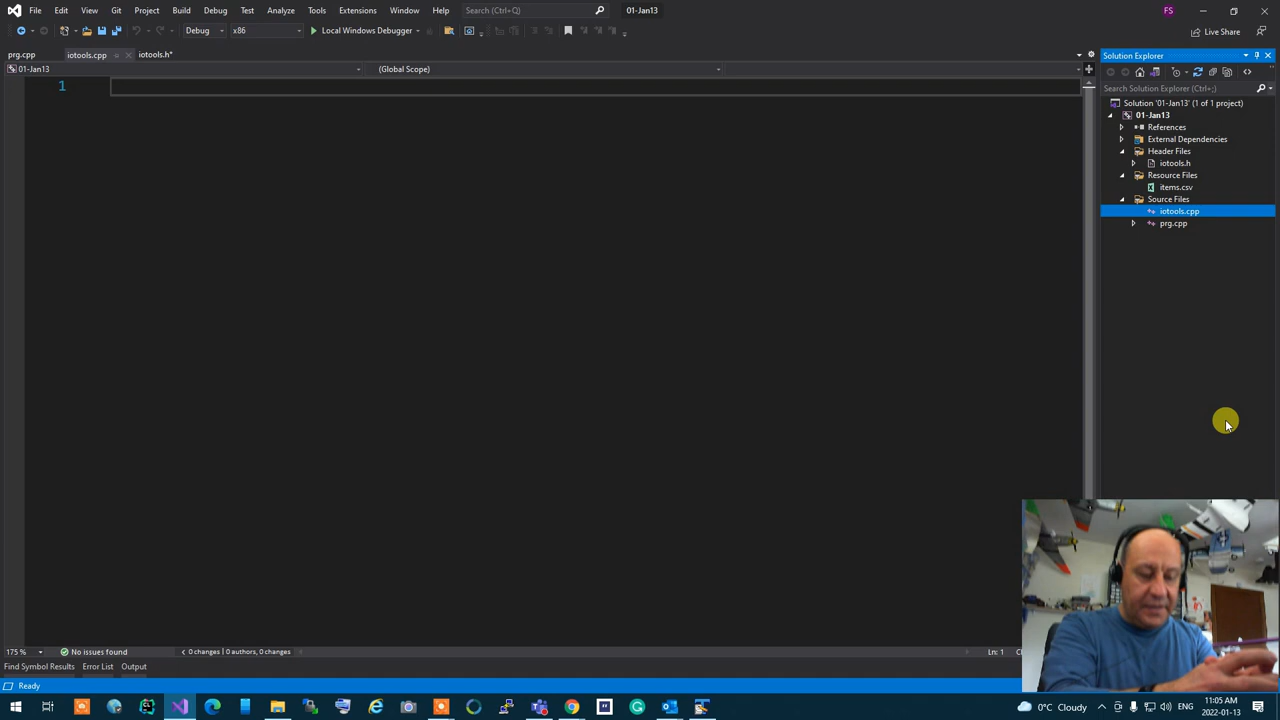 File Edit View Git Project Build Debug Test Analyze Tools Extensions Window Help Search (Ctrl+Q) 01-Jan13 FS
Debug x86 Local Windows Debugger Live Share
prg.cpp iotools.cpp iotools.h*
01-Jan13 (Global Scope)
1
Solution Explorer
Search Solution Explorer (Ctrl+;)
Solution '01-Jan13' (1 of 1 project)
01-Jan13
References
External Dependencies
Header Files
iotools.h
Resource Files
items.csv
Source Files
iotools.cpp
prg.cpp
175 % No issues found 0 changes | 0 authors, 0 changes Ln: 1
Find Symbol Results Error List Output
Ready
0°C Cloudy ENG 11:05 AM
2022-01-13